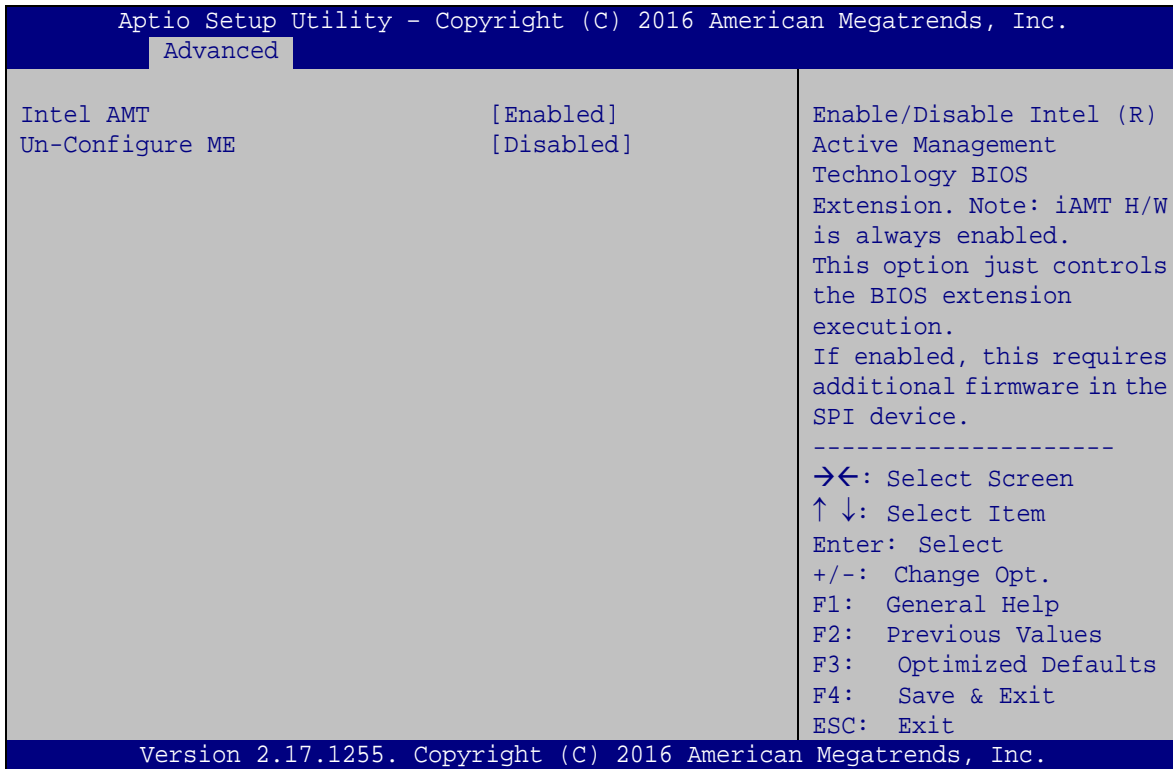 Aptio Setup Utility – Copyright (C) 2016 American Megatrends, Inc.
Advanced
Intel AMT [Enabled]
Un-Configure ME [Disabled]
Enable/Disable Intel (R)
Active Management
Technology BIOS
Extension. Note: iAMT H/W
is always enabled.
This option just controls
the BIOS extension
execution.
If enabled, this requires
additional firmware in the
SPI device.
---------------------
→←: Select Screen
↑ ↓: Select Item
Enter: Select
+/-: Change Opt.
F1: General Help
F2: Previous Values
F3: Optimized Defaults
F4: Save & Exit
ESC: Exit
Version 2.17.1255. Copyright (C) 2016 American Megatrends, Inc.